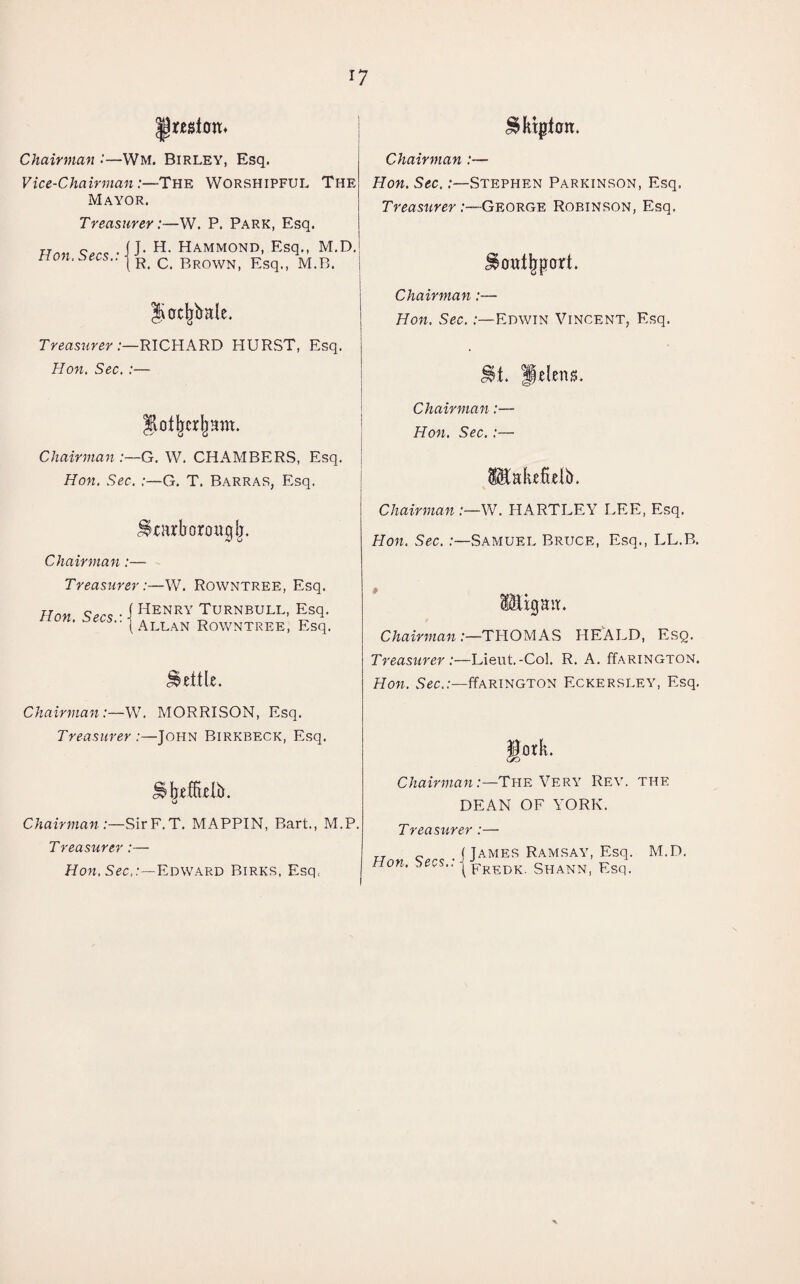 17
Preston.
Chairman :—WM. BIRLEY, Esq.
Vice-Chairman :—THE WORSHIPFUL THE
MAYOR.
Treasurer :—W. P. PARK, Esq.
Hon. Secs.: { J. H. HAMMOND, Esq., M.D.
{ R. C. BROWN, Esq., M.B.
Rochdale.
Treasurer :—RICHARD HURST, Esq.
Hon. Sec. :—
Rotherham.
Chairman :—G. W. CHAMBERS, Esq.
Hon. Sec. :—G. T. BARRAS, Esq.
Scarborough.
Chairman :—
Treasurer :—W. ROWNTREE, Esq.
Hon. Secs.: { HENRY TURNBULL, Esq.
{ ALLAN ROWNTREE, Esq.
Settle.
Chairman :—W. MORRISON, Esq.
Treasurer :—JOHN BIRKBECK, Esq.
Sheffield.
Chairman :—Sir F. T. MAPPIN, Bart., M.P.
Treasurer :—
Hon. Sec.:—EDWARD BIRKS, Esq.
Skipton.
Chairman :—
Hon. Sec. :—STEPHEN PARKINSON, Esq.
Treasurer :—GEORGE ROBINSON, Esq.
Southport.
Chairman :—
Hon. Sec. :—EDWIN VINCENT, Esq.
St. Helens.
Chairman :—
Hon. Sec. :—
Wakefield.
Chairman :—W. HARTLEY LEE, Esq.
Hon. Sec. :—SAMUEL BRUCE, Esq., LL.B.
Wigan.
Chairman :—THOMAS HEALD, ESQ.
Treasurer :—Lieut.-Col. R. A. ffARINGTON.
Hon. Sec.:—ffARINGTON ECKERSLEY, Esq.
York.
Chairman :—THE VERY REV. THE
DEAN OF YORK.
Treasurer :—
Hon. Secs.: { JAMES RAMSAY, Esq. M.D.
{ FREDK. SHANN, Esq.